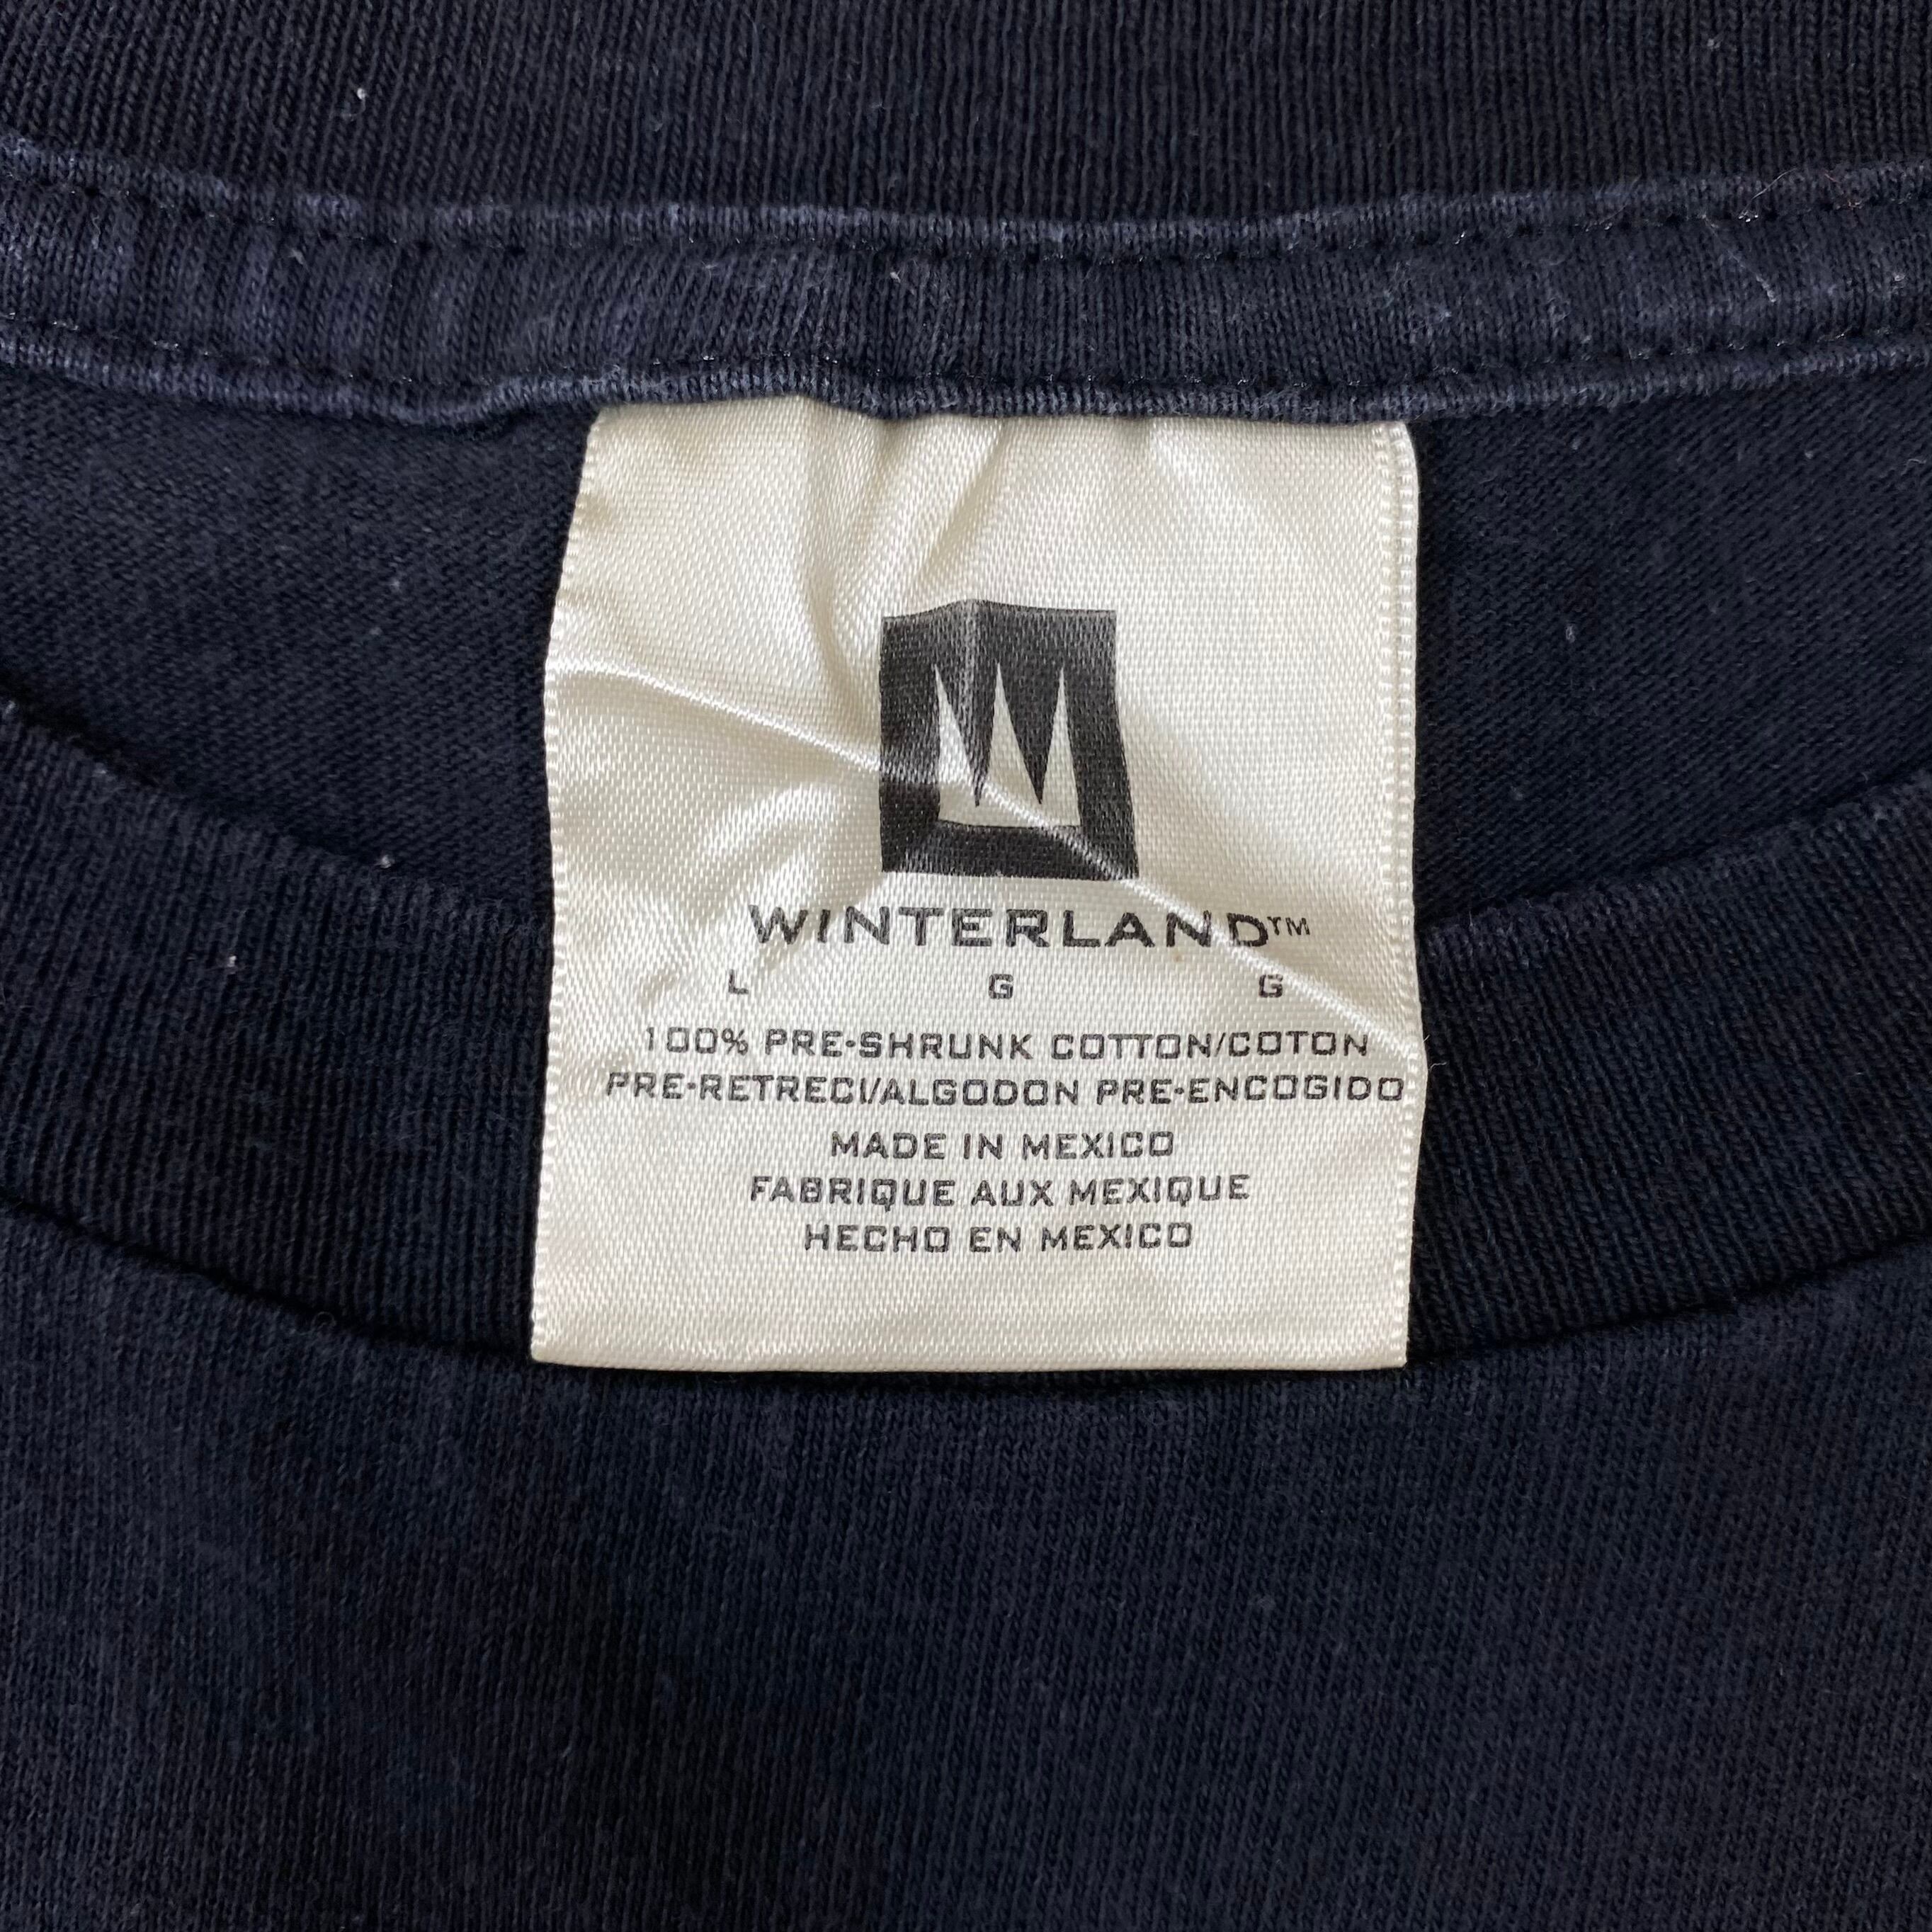 WINTERLAND™
L G G
100% PRE-SHRUNK COTTON/COTON
PRE-RETRECI/ALGODON PRE-ENCOGIDO
MADE IN MEXICO
FABRIQUE AUX MEXIQUE
HECHO EN MEXICO